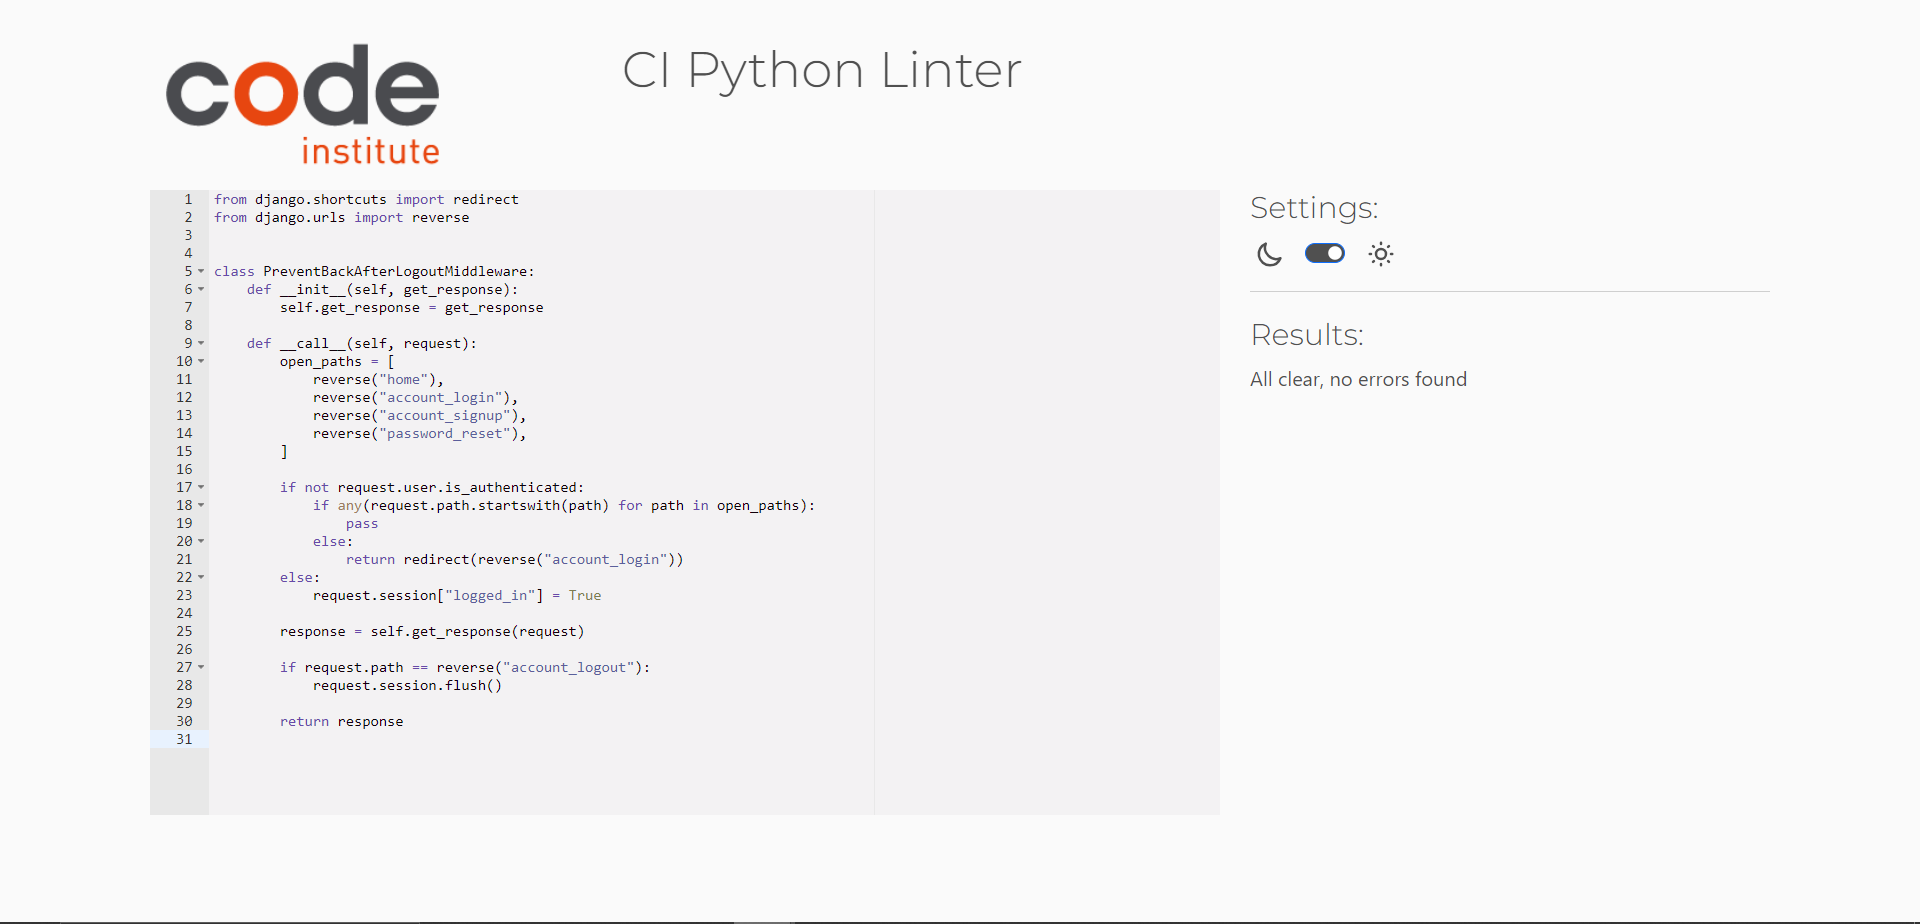 code
institute
CI Python Linter
1 from django.shortcuts import redirect
2 from django.urls import reverse
3
4
5 class PreventBackAfterLogoutMiddleware:
6     def __init__(self, get_response):
7         self.get_response = get_response
8
9     def __call__(self, request):
10         open_paths = [
11             reverse("home"),
12             reverse("account_login"),
13             reverse("account_signup"),
14             reverse("password_reset"),
15         ]
16
17         if not request.user.is_authenticated:
18             if any(request.path.startswith(path) for path in open_paths):
19                 pass
20             else:
21                 return redirect(reverse("account_login"))
22         else:
23             request.session["logged_in"] = True
24
25         response = self.get_response(request)
26
27         if request.path == reverse("account_logout"):
28             request.session.flush()
29
30         return response
31
Settings:
Results:
All clear, no errors found